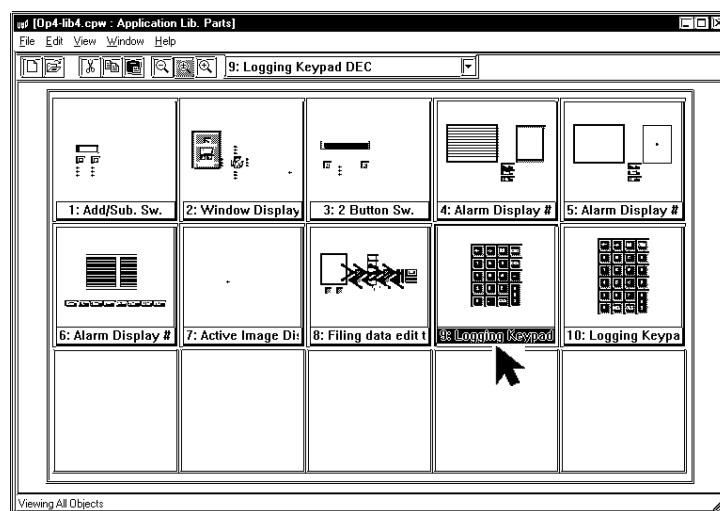 [Op4-lib4.cpw : Application Lib. Parts]
File Edit View Window Help
9: Logging Keypad DEC
1: Add/Sub. Sw.
2: Window Display
3: 2 Button Sw.
4: Alarm Display #
5: Alarm Display #
6: Alarm Display #
7: Active Image Dis
8: Filing data edit t
9: Logging Keypad
10: Logging Keypa
Viewing All Objects